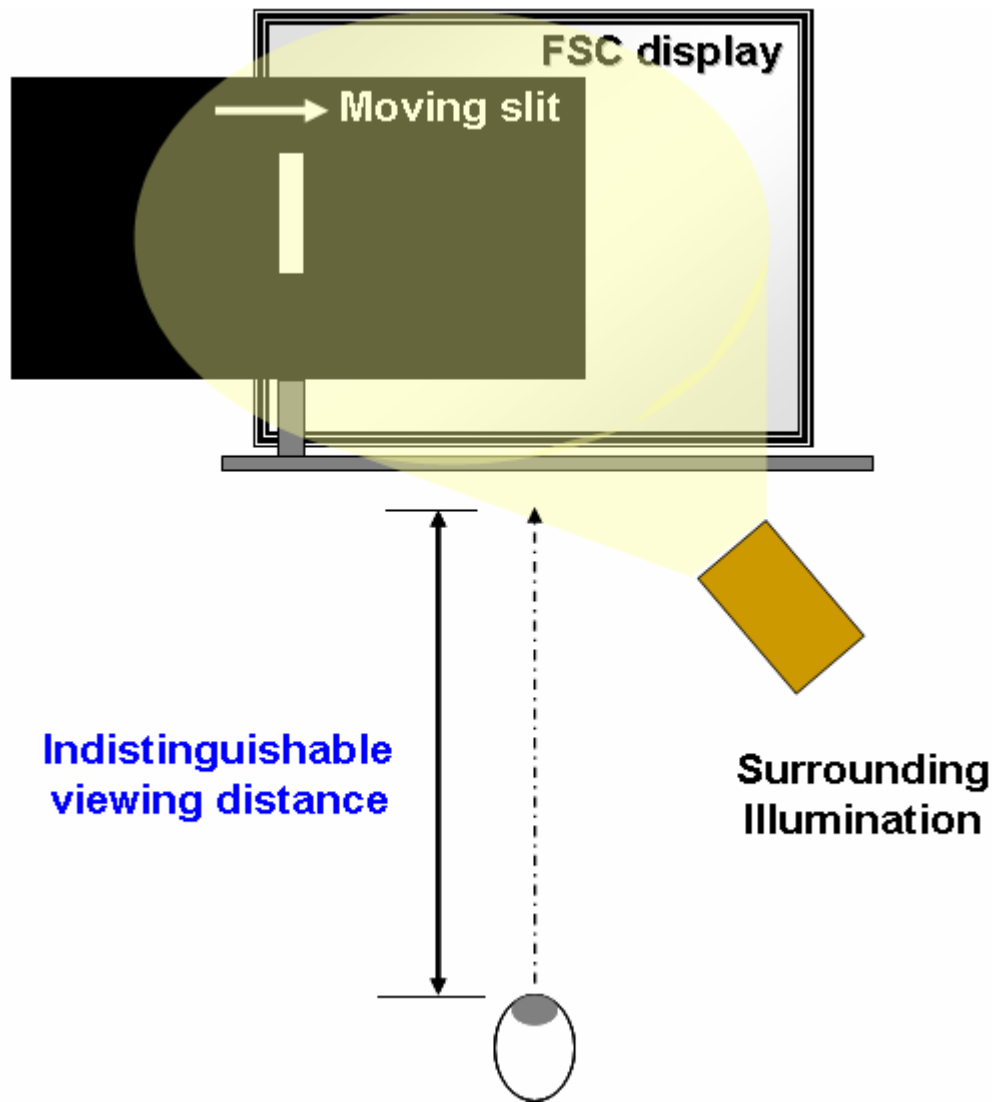 FSC display
Moving slit
Indistinguishable
viewing distance
Surrounding
Illumination